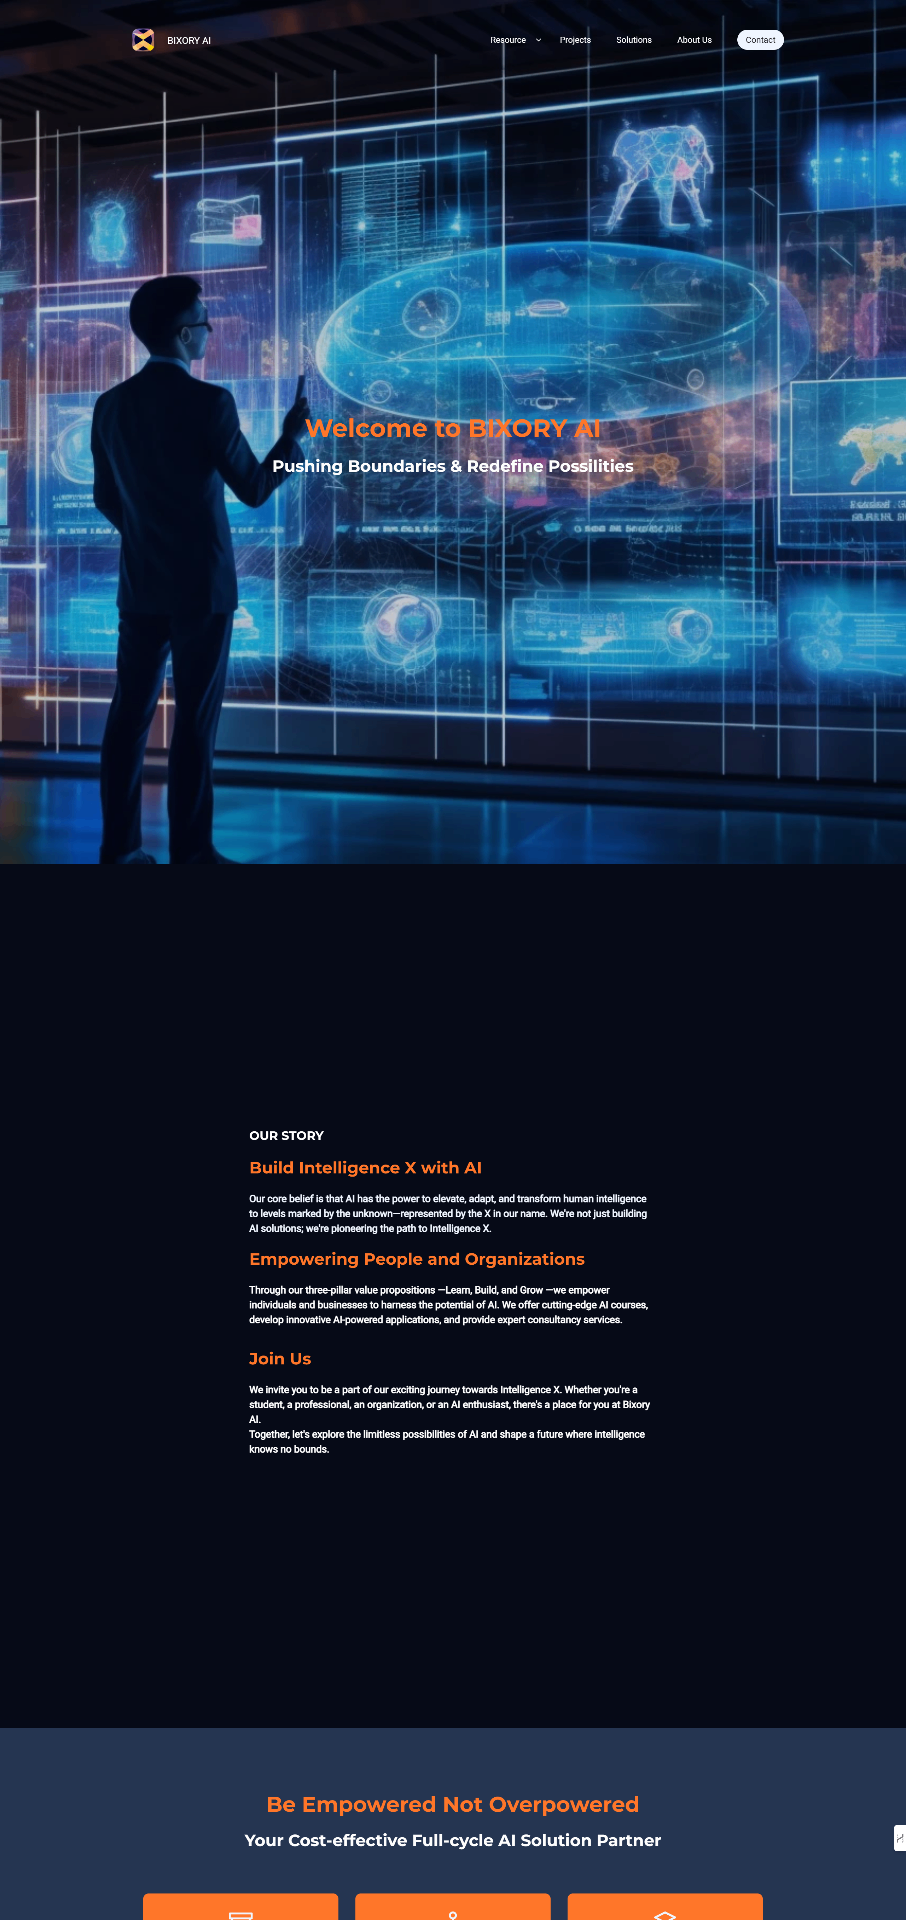 BIXORY AI
Resource
Projects
Solutions
About Us
Contact
Welcome to BIXORY AI
Pushing Boundaries & Redefine Possilities
OUR STORY
Build Intelligence X with AI
Our core belief is that AI has the power to elevate, adapt, and transform human intelligence
to levels marked by the unknown—represented by the X in our name. We're not just building
AI solutions; we're pioneering the path to Intelligence X.
Empowering People and Organizations
Through our three-pillar value propositions —Learn, Build, and Grow —we empower
individuals and businesses to harness the potential of AI. We offer cutting-edge AI courses,
develop innovative AI-powered applications, and provide expert consultancy services.
Join Us
We invite you to be a part of our exciting journey towards Intelligence X. Whether you're a
student, a professional, an organization, or an AI enthusiast, there's a place for you at Bixory
AI.
Together, let's explore the limitless possibilities of AI and shape a future where intelligence
knows no bounds.
Be Empowered Not Overpowered
Your Cost-effective Full-cycle AI Solution Partner